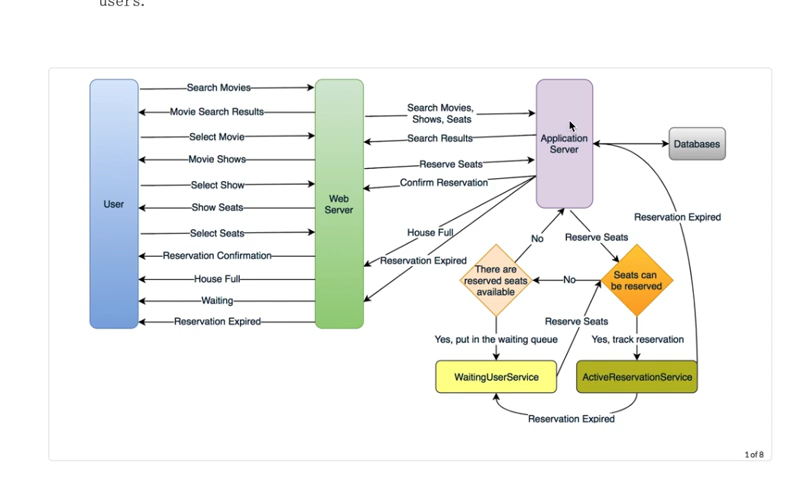 users.
Search Movies
Movie Search Results
Select Movie
Movie Shows
Select Show
Show Seats
Select Seats
Reservation Confirmation
House Full
Waiting
Reservation Expired
User
Web
Server
Search Movies,
Shows, Seats
Search Results
Reserve Seats
Confirm Reservation
House Full
Reservation Expired
Application
Server
Databases
Reservation Expired
No
Reserve Seats
There are
reserved seats
available
No
Seats can
be reserved
Reserve Seats
Yes, put in the waiting queue
Yes, track reservation
WaitingUserService
ActiveReservationService
Reservation Expired
1 of 8